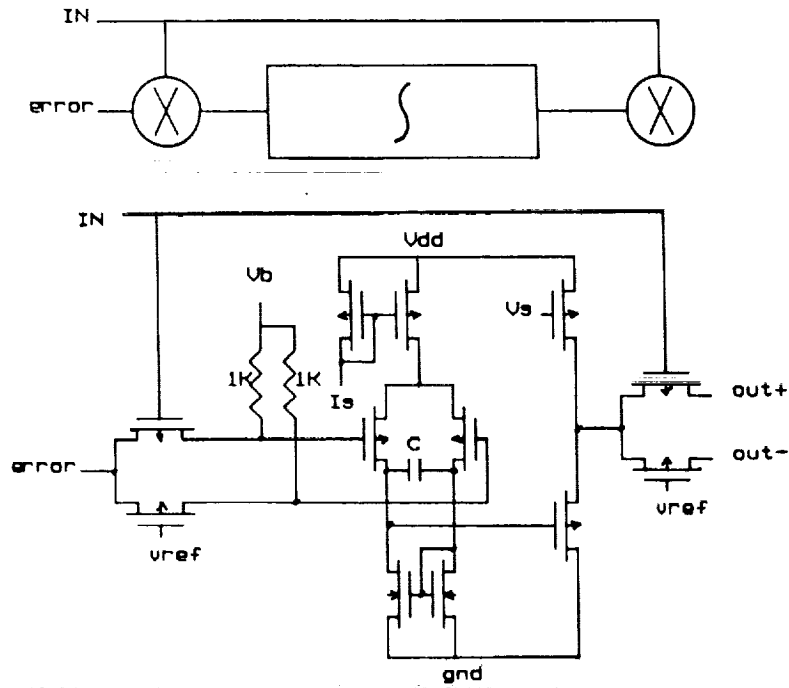 IN
error
IN
Vdd
Vb
Vs
1K 1K
Is
out+
C
error
out-
vref
vref
gnd